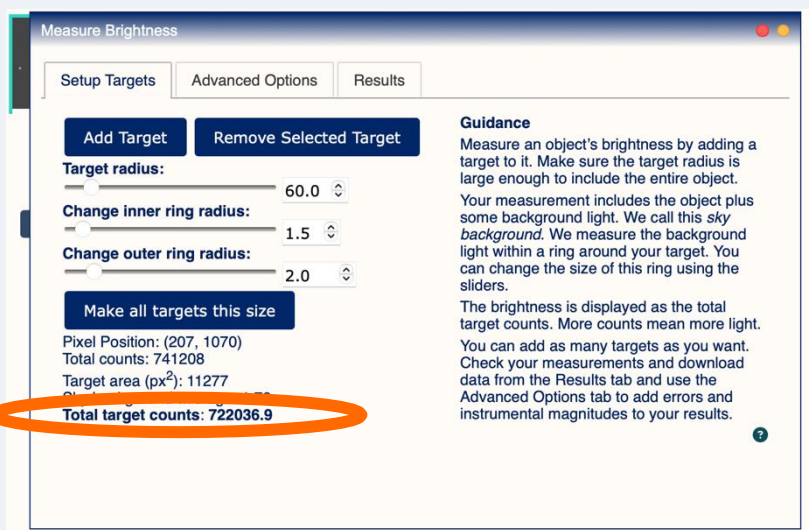 Measure Brightness
Setup Targets
Advanced Options
Results
Add Target
Remove Selected Target
Target radius:
60.0
Change inner ring radius:
1.5
Change outer ring radius:
2.0
Make all targets this size
Pixel Position: (207, 1070)
Total counts: 741208
Target area (px²): 11277
Total target counts: 722036.9
Guidance
Measure an object's brightness by adding a
target to it. Make sure the target radius is
large enough to include the entire object.
Your measurement includes the object plus
some background light. We call this sky
background. We measure the background
light within a ring around your target. You
can change the size of this ring using the
sliders.
The brightness is displayed as the total
target counts. More counts mean more light.
You can add as many targets as you want.
Check your measurements and download
data from the Results tab and use the
Advanced Options tab to add errors and
instrumental magnitudes to your results.
?